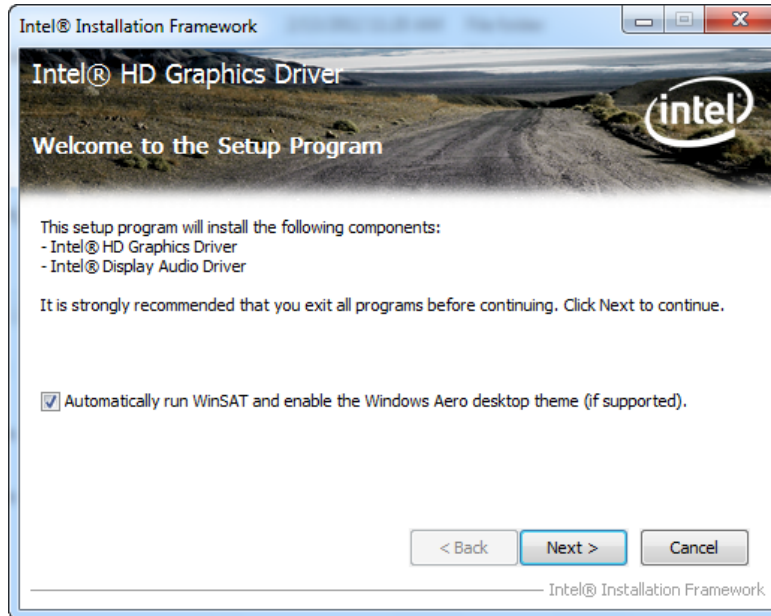 Intel® Installation Framework
Intel® HD Graphics Driver
intel
Welcome to the Setup Program
This setup program will install the following components:
- Intel® HD Graphics Driver
- Intel® Display Audio Driver
It is strongly recommended that you exit all programs before continuing. Click Next to continue.
Automatically run WinSAT and enable the Windows Aero desktop theme (if supported).
< Back Next > Cancel
Intel® Installation Framework